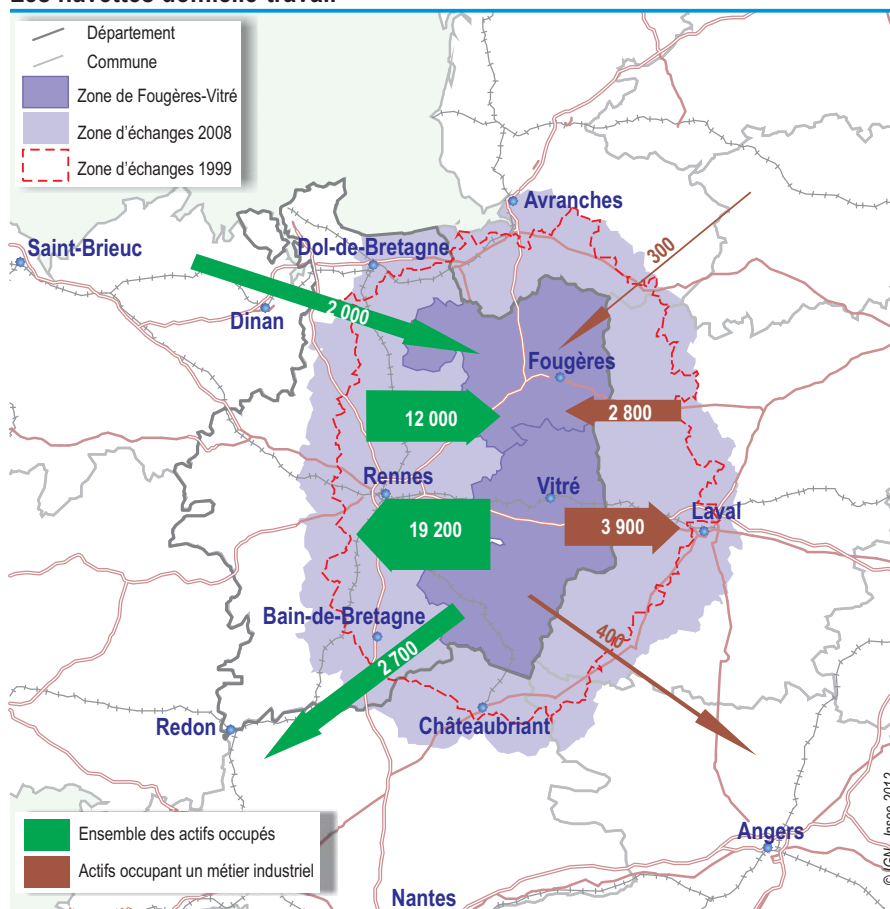 Département
Commune
Zone de Fougères-Vitré
Zone d'échanges 2008
Zone d'échanges 1999
Avranches
Saint-Brieuc
Dol-de-Bretagne
300
Dinan
2 000
Fougères
12 000
2 800
Rennes
Vitré
19 200
3 900
Laval
Bain-de-Bretagne
400
2 700
Redon
Châteaubriant
Ensemble des actifs occupés
Actifs occupant un métier industriel
Angers
Nantes
© IGN - Insee 2012